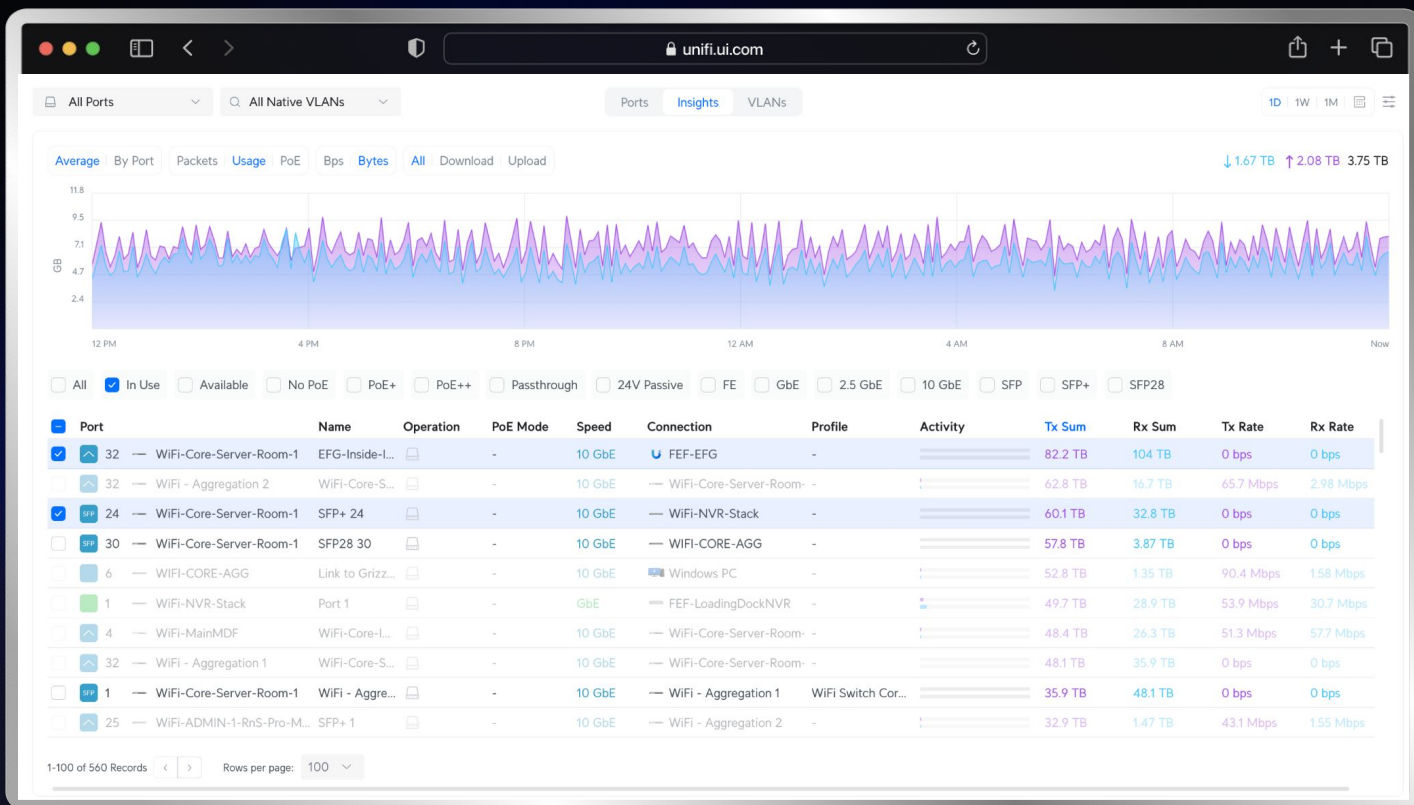 unifi.ui.com
All Ports All Native VLANs Ports Insights VLANs 1D 1W 1M
Average By Port Packets Usage PoE Bps Bytes All Download Upload ↓ 1.67 TB ↑ 2.08 TB 3.75 TB
11.8
9.5
7.1
GB
4.7
2.4
12 PM 4 PM 8 PM 12 AM 4 AM 8 AM Now
All In Use Available No PoE PoE+ PoE++ Passthrough 24V Passive FE GbE 2.5 GbE 10 GbE SFP SFP+ SFP28
Port Name Operation PoE Mode Speed Connection Profile Activity Tx Sum Rx Sum Tx Rate Rx Rate
32 WiFi-Core-Server-Room-1 EFG-Inside-I... - 10 GbE FEF-EFG - 82.2 TB 104 TB 0 bps 0 bps
32 WiFi - Aggregation 2 WiFi-Core-S... - 10 GbE WiFi-Core-Server-Room- - 62.8 TB 16.7 TB 65.7 Mbps 2.98 Mbps
SFP 24 WiFi-Core-Server-Room-1 SFP+ 24 - 10 GbE WiFi-NVR-Stack - 60.1 TB 32.8 TB 0 bps 0 bps
SFP 30 WiFi-Core-Server-Room-1 SFP28 30 - 10 GbE WIFI-CORE-AGG - 57.8 TB 3.87 TB 0 bps 0 bps
6 WIFI-CORE-AGG Link to Grizz... - 10 GbE Windows PC - 52.8 TB 1.35 TB 90.4 Mbps 1.58 Mbps
1 WiFi-NVR-Stack Port 1 - GbE FEF-LoadingDockNVR - 49.7 TB 28.9 TB 53.9 Mbps 30.7 Mbps
4 WiFi-MainMDF WiFi-Core-I... - 10 GbE WiFi-Core-Server-Room- - 48.4 TB 26.3 TB 51.3 Mbps 57.7 Mbps
32 WiFi - Aggregation 1 WiFi-Core-S... - 10 GbE WiFi-Core-Server-Room- - 48.1 TB 35.9 TB 0 bps 0 bps
SFP 1 WiFi-Core-Server-Room-1 WiFi - Aggre... - 10 GbE WiFi - Aggregation 1 WiFi Switch Cor... 35.9 TB 48.1 TB 0 bps 0 bps
25 WiFi-ADMIN-1-RnS-Pro-M... SFP+ 1 - 10 GbE WiFi - Aggregation 2 - 32.9 TB 1.47 TB 43.1 Mbps 1.55 Mbps
1-100 of 560 Records Rows per page: 100